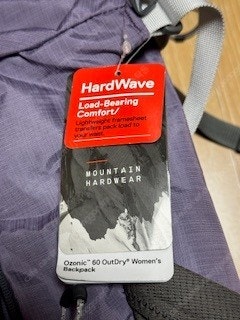 HardWave
Load-Bearing
Comfort/
Lightweight framesheet
transfers pack load to
your waist.
MOUNTAIN
HARDWEAR
Ozonic™ 60 OutDry® Women's
Backpack